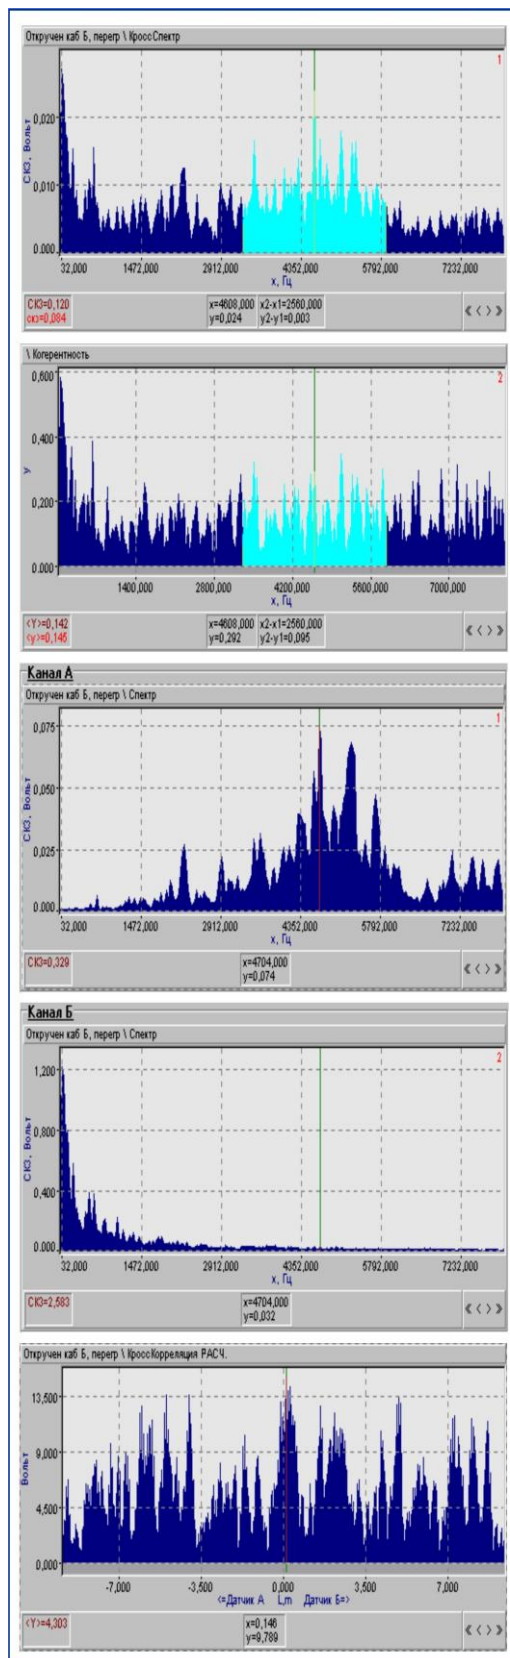 Откручен каб Б, перегр \ КроссСпектр
1
СКЗ, Вольт
0,020
0,010
0.000
32,000 1472,000 2912,000 4352,000 5792,000 7232,000
x, Гц
СКЗ=0,120 x=4608,000 x2-x1=2560,000
скз=0,084 y=0,024 y2-y1=0,003
\ Когерентность
2
y
0,600
0,400
0,200
0.000
1400,000 2800,000 4200,000 5600,000 7000,000
x, Гц
<Y>=0,142 x=4608,000 x2-x1=2560,000
<y>=0,145 y=0,292 y2-y1=0,095
Канал А
Откручен каб Б, перегр \ Спектр
1
СКЗ, Вольт
0,075
0,050
0,025
0.000
32,000 1472,000 2912,000 4352,000 5792,000 7232,000
x, Гц
СКЗ=0,329 x=4704,000
y=0,074
Канал Б
Откручен каб Б, перегр \ Спектр
2
СКЗ, Вольт
1,200
0,800
0,400
0.000
32,000 1472,000 2912,000 4352,000 5792,000 7232,000
x, Гц
СКЗ=2,583 x=4704,000
y=0,032
Откручен каб Б, перегр \ КроссКорреляция РАСЧ.
Вольт
13,500
9,000
4,500
0,000
-7,000 -3,500 0,000 3,500 7,000
<=Датчик А L,m Датчик Б=>
<Y>=4,303 x=0,146
y=9,789